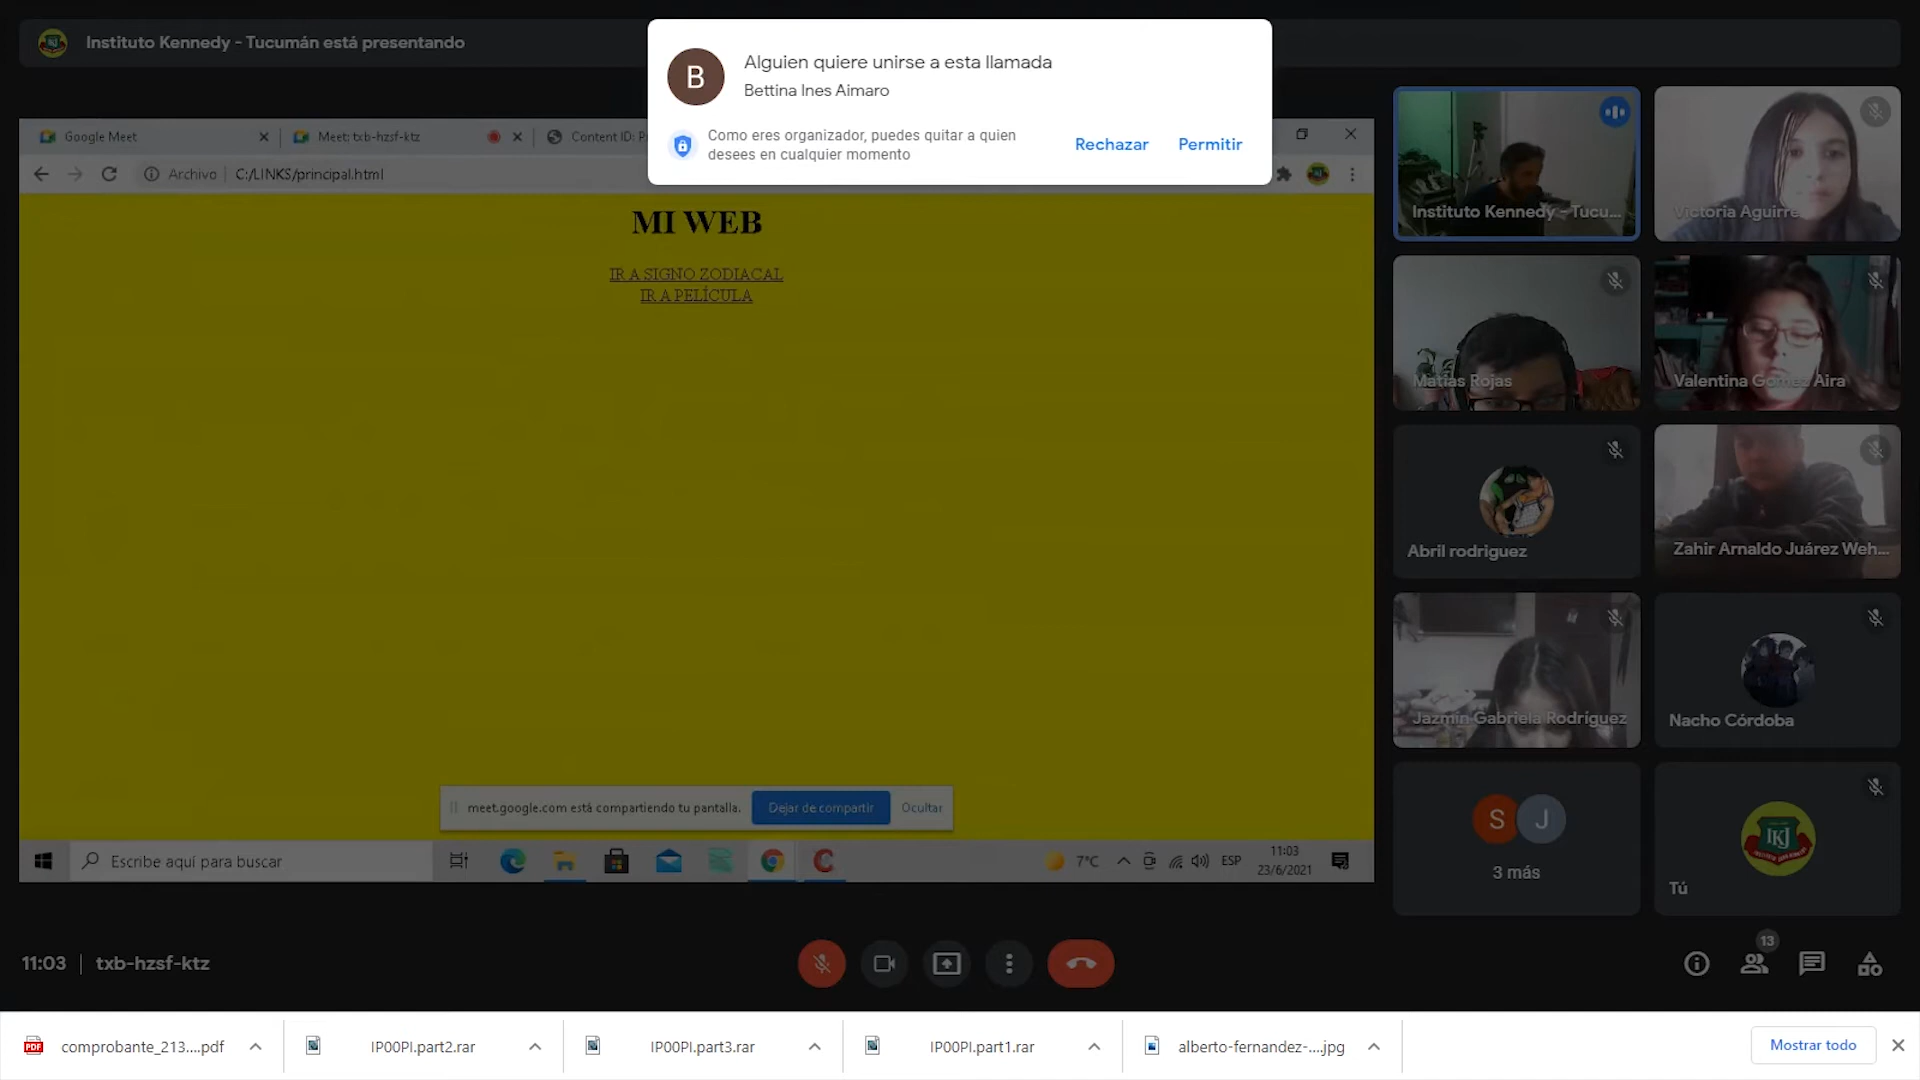 Instituto Kennedy - Tucumán está presentando
B
Alguien quiere unirse a esta llamada
Bettina Ines Aimaro
Como eres organizador, puedes quitar a quien
desees en cualquier momento
Rechazar
Permitir
Google Meet
Meet: txb-hzsf-ktz
Content ID: P
Archivo
C:/LINKS/principal.html
MI WEB
IR A SIGNO ZODIACAL
IR A PELÍCULA
meet.google.com está compartiendo tu pantalla.
Dejar de compartir
Ocultar
Escribe aquí para buscar
7°C
ESP
11:03
23/6/2021
Instituto Kennedy - Tucu...
Victoria Aguirre
Matías Rojas
Valentina Gomez Aira
Abril rodriguez
Zahir Arnaldo Juárez Weh...
Jazmín Gabriela Rodríguez
Nacho Córdoba
S
J
3 más
IKJ
Tú
11:03
txb-hzsf-ktz
13
PDF
comprobante_213....pdf
IP00PI.part2.rar
IP00PI.part3.rar
IP00PI.part1.rar
alberto-fernandez-....jpg
Mostrar todo